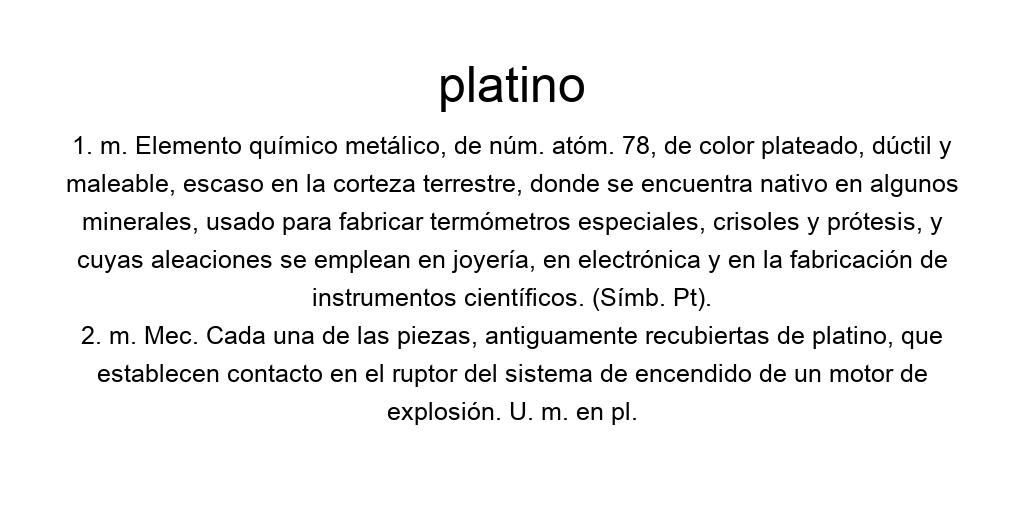 platino
1. m. Elemento químico metálico, de núm. atóm. 78, de color plateado, dúctil y
maleable, escaso en la corteza terrestre, donde se encuentra nativo en algunos
minerales, usado para fabricar termómetros especiales, crisoles y prótesis, y
cuyas aleaciones se emplean en joyería, en electrónica y en la fabricación de
instrumentos científicos. (Símb. Pt).
2. m. Mec. Cada una de las piezas, antiguamente recubiertas de platino, que
establecen contacto en el ruptor del sistema de encendido de un motor de
explosión. U. m. en pl.